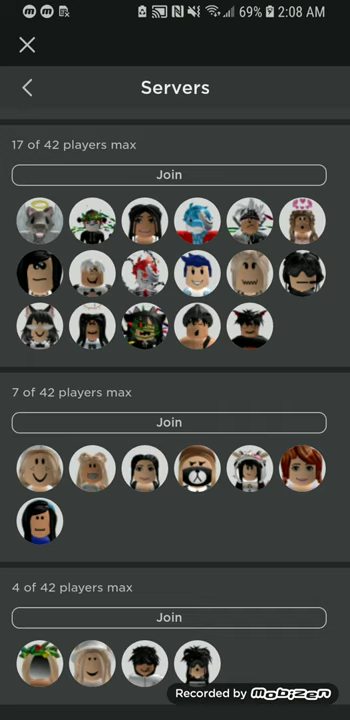 69% 2:08 AM
Servers
17 of 42 players max
Join
7 of 42 players max
Join
4 of 42 players max
Join
Recorded by Mobizen